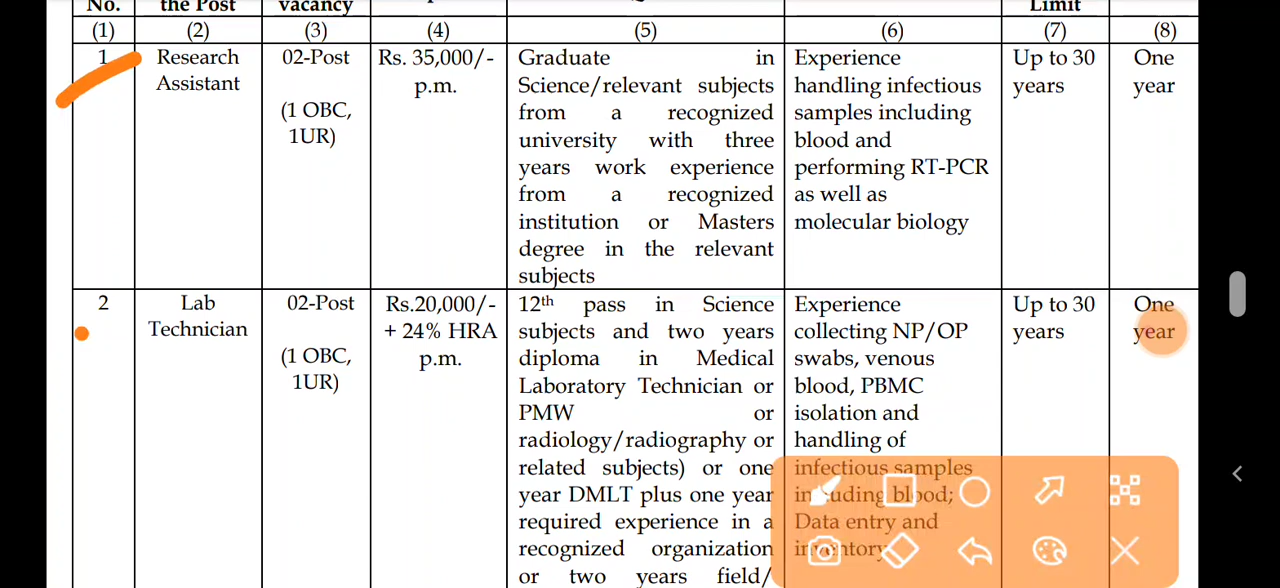 No.
the Post
vacancy
Limit
(1)
(2)
(3)
(4)
(5)
(6)
(7)
(8)
1
Research
Assistant
02-Post
(1 OBC,
1UR)
Rs. 35,000/-
p.m.
Graduate in
Science/relevant subjects
from a recognized
university with three
years work experience
from a recognized
institution or Masters
degree in the relevant
subjects
Experience
handling infectious
samples including
blood and
performing RT-PCR
as well as
molecular biology
Up to 30
years
One
year
2
Lab
Technician
02-Post
(1 OBC,
1UR)
Rs.20,000/-
+ 24% HRA
p.m.
12th pass in Science
subjects and two years
diploma in Medical
Laboratory Technician or
PMW or
radiology/radiography or
related subjects) or one
year DMLT plus one year
required experience in a
recognized organization
or two years field/
Experience
collecting NP/OP
swabs, venous
blood, PBMC
isolation and
handling of
infectious samples
including blood;
Data entry and
inventory
Up to 30
years
One
year